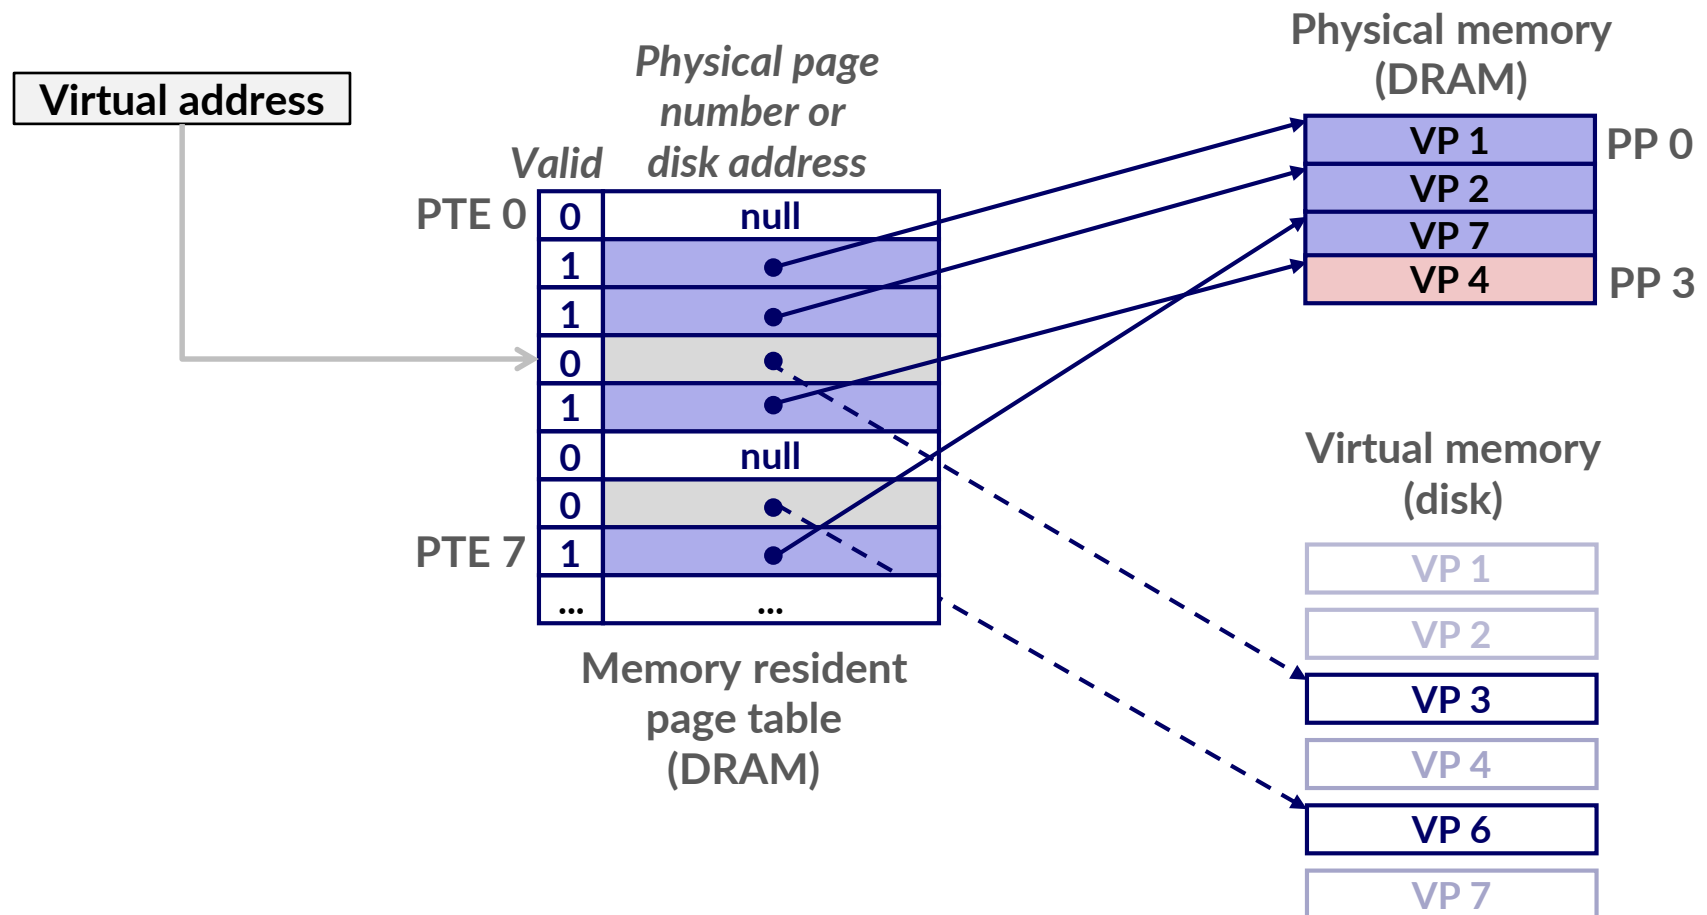 Virtual address
Physical page
number or
disk address
Valid
PTE 0
0
null
1
1
0
1
0
null
0
PTE 7
1
...
...
Memory resident
page table
(DRAM)
Physical memory
(DRAM)
VP 1
PP 0
VP 2
VP 7
VP 4
PP 3
Virtual memory
(disk)
VP 1
VP 2
VP 3
VP 4
VP 6
VP 7